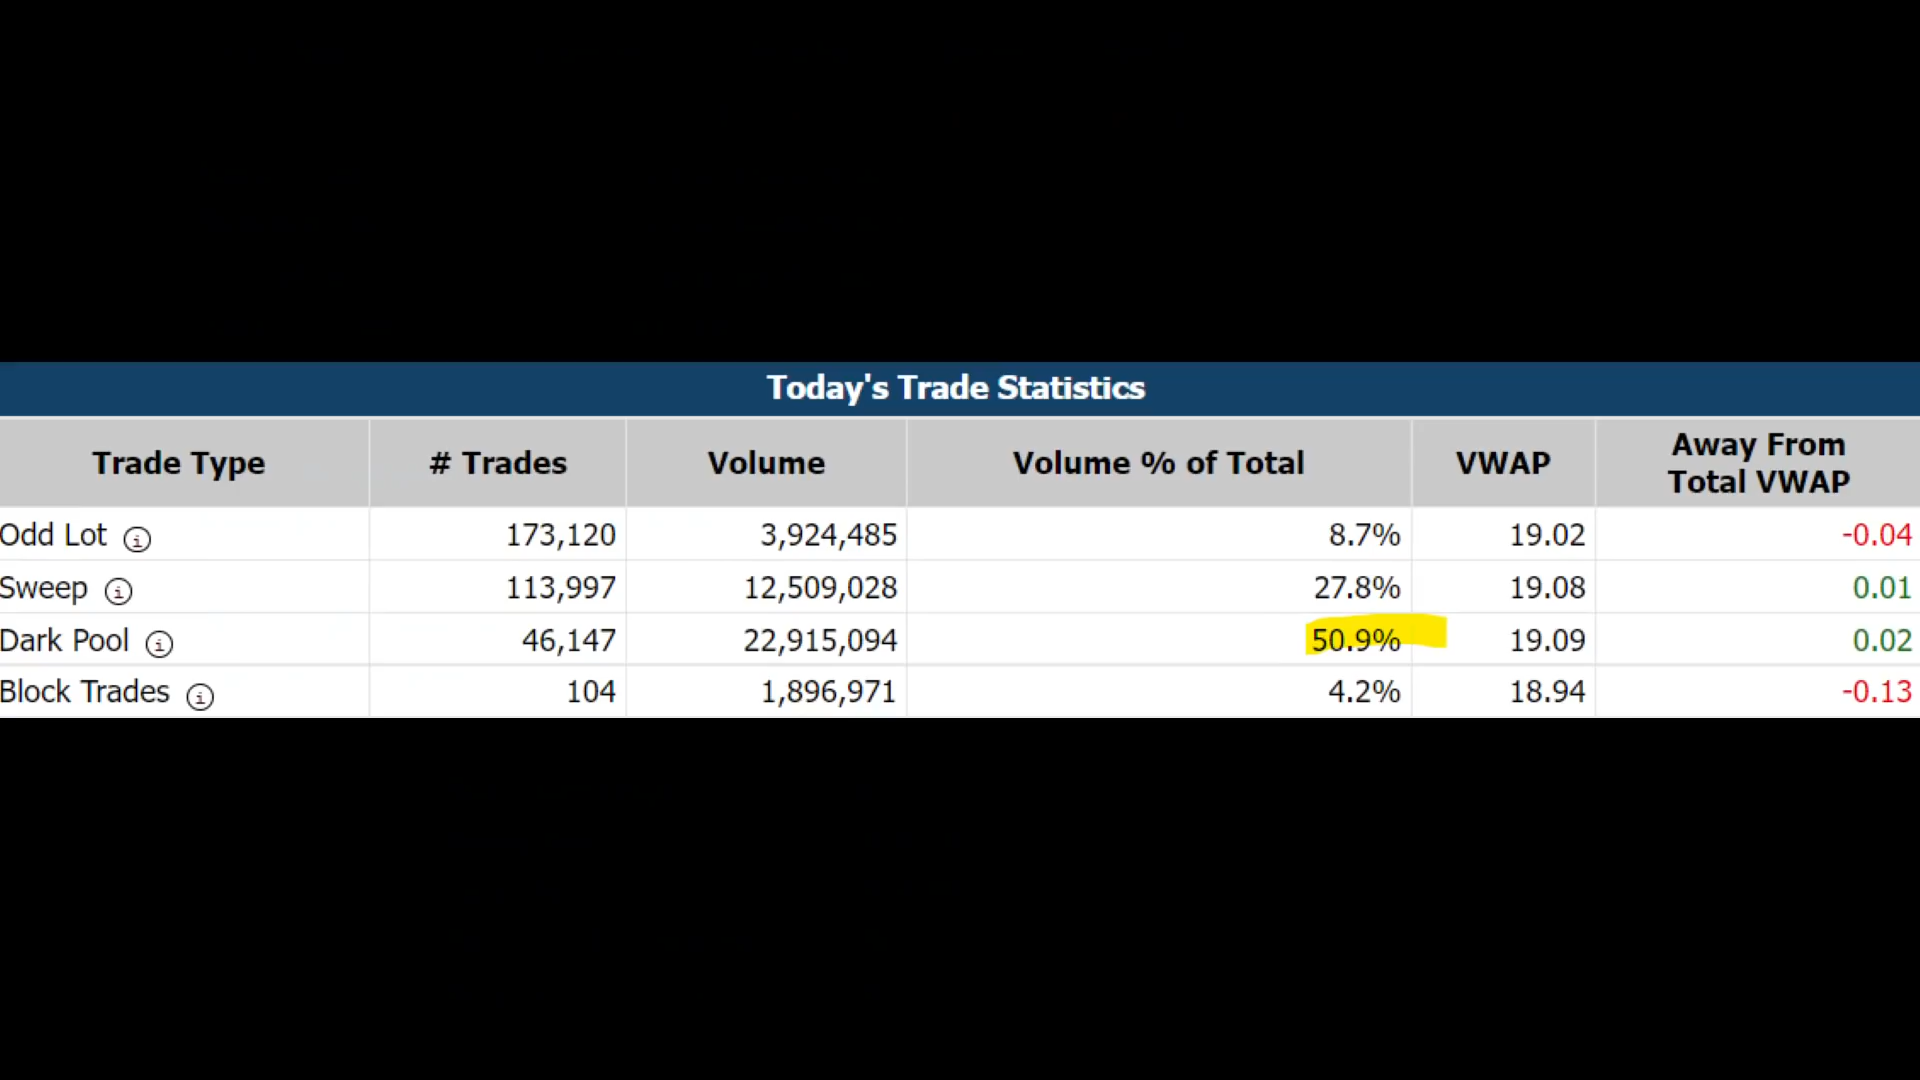 Today's Trade Statistics
Trade Type # Trades Volume Volume % of Total VWAP Away From Total VWAP
Odd Lot 173,120 3,924,485 8.7% 19.02 -0.04
Sweep 113,997 12,509,028 27.8% 19.08 0.01
Dark Pool 46,147 22,915,094 50.9% 19.09 0.02
Block Trades 104 1,896,971 4.2% 18.94 -0.13